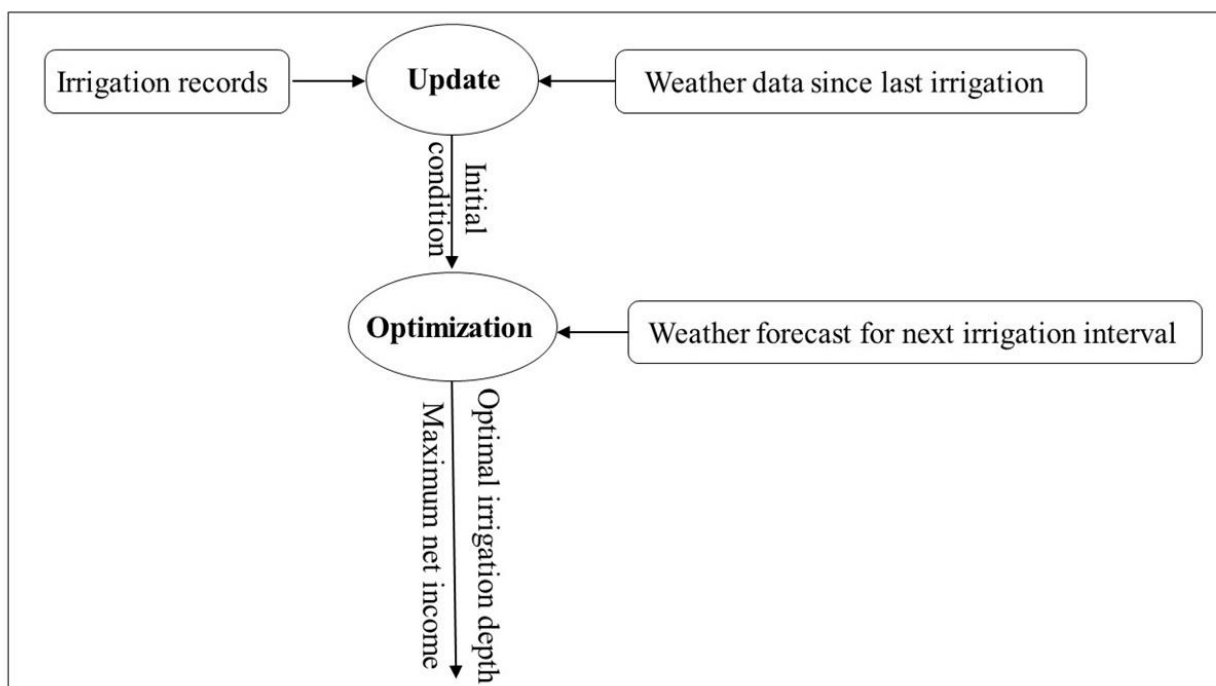 Irrigation records
Update
Weather data since last irrigation
Initial
condition
Optimization
Weather forecast for next irrigation interval
Optimal irrigation depth
Maximum net income